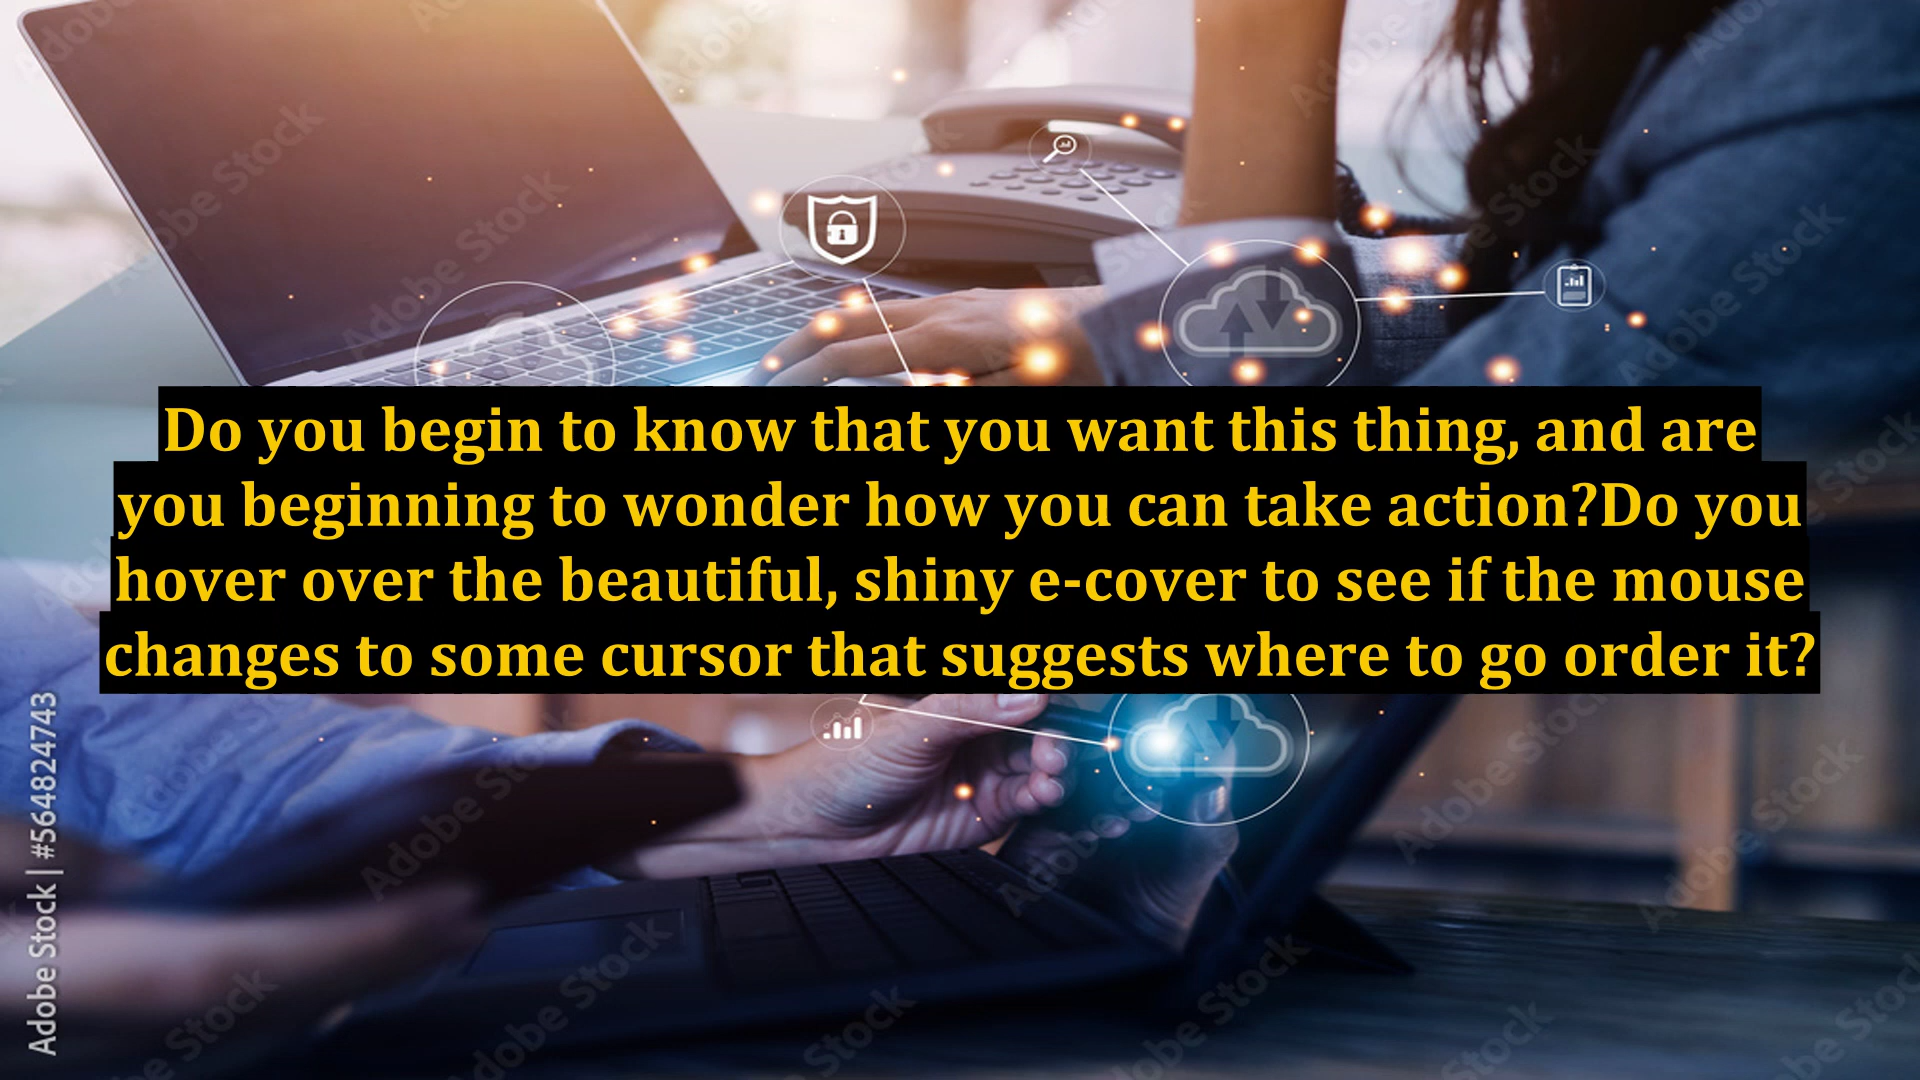 Do you begin to know that you want this thing, and are
you beginning to wonder how you can take action?Do you
hover over the beautiful, shiny e-cover to see if the mouse
changes to some cursor that suggests where to go order it?
Adobe Stock | #564824743
Adobe Stock